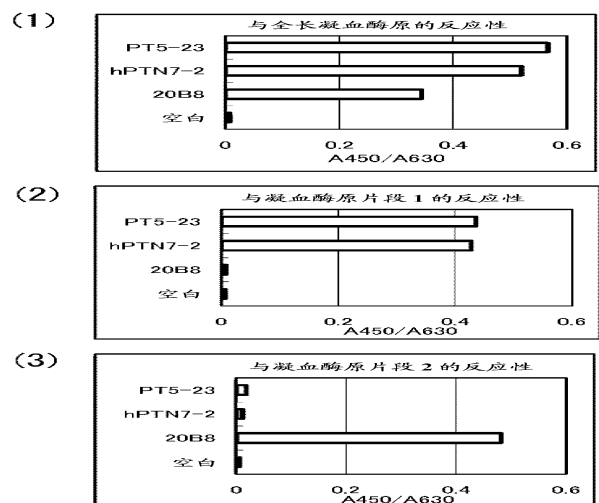 (1)
与全长凝血酶原的反应性
PT5-23
hPTN7-2
20B8
空白
0 0.2 0.4 0.6
A450/A630
(2)
与凝血酶原片段 1 的反应性
PT5-23
hPTN7-2
20B8
空白
0 0.2 0.4 0.6
A450/A630
(3)
与凝血酶原片段 2 的反应性
PT5-23
hPTN7-2
20B8
空白
0 0.2 0.4 0.6
A450/A630